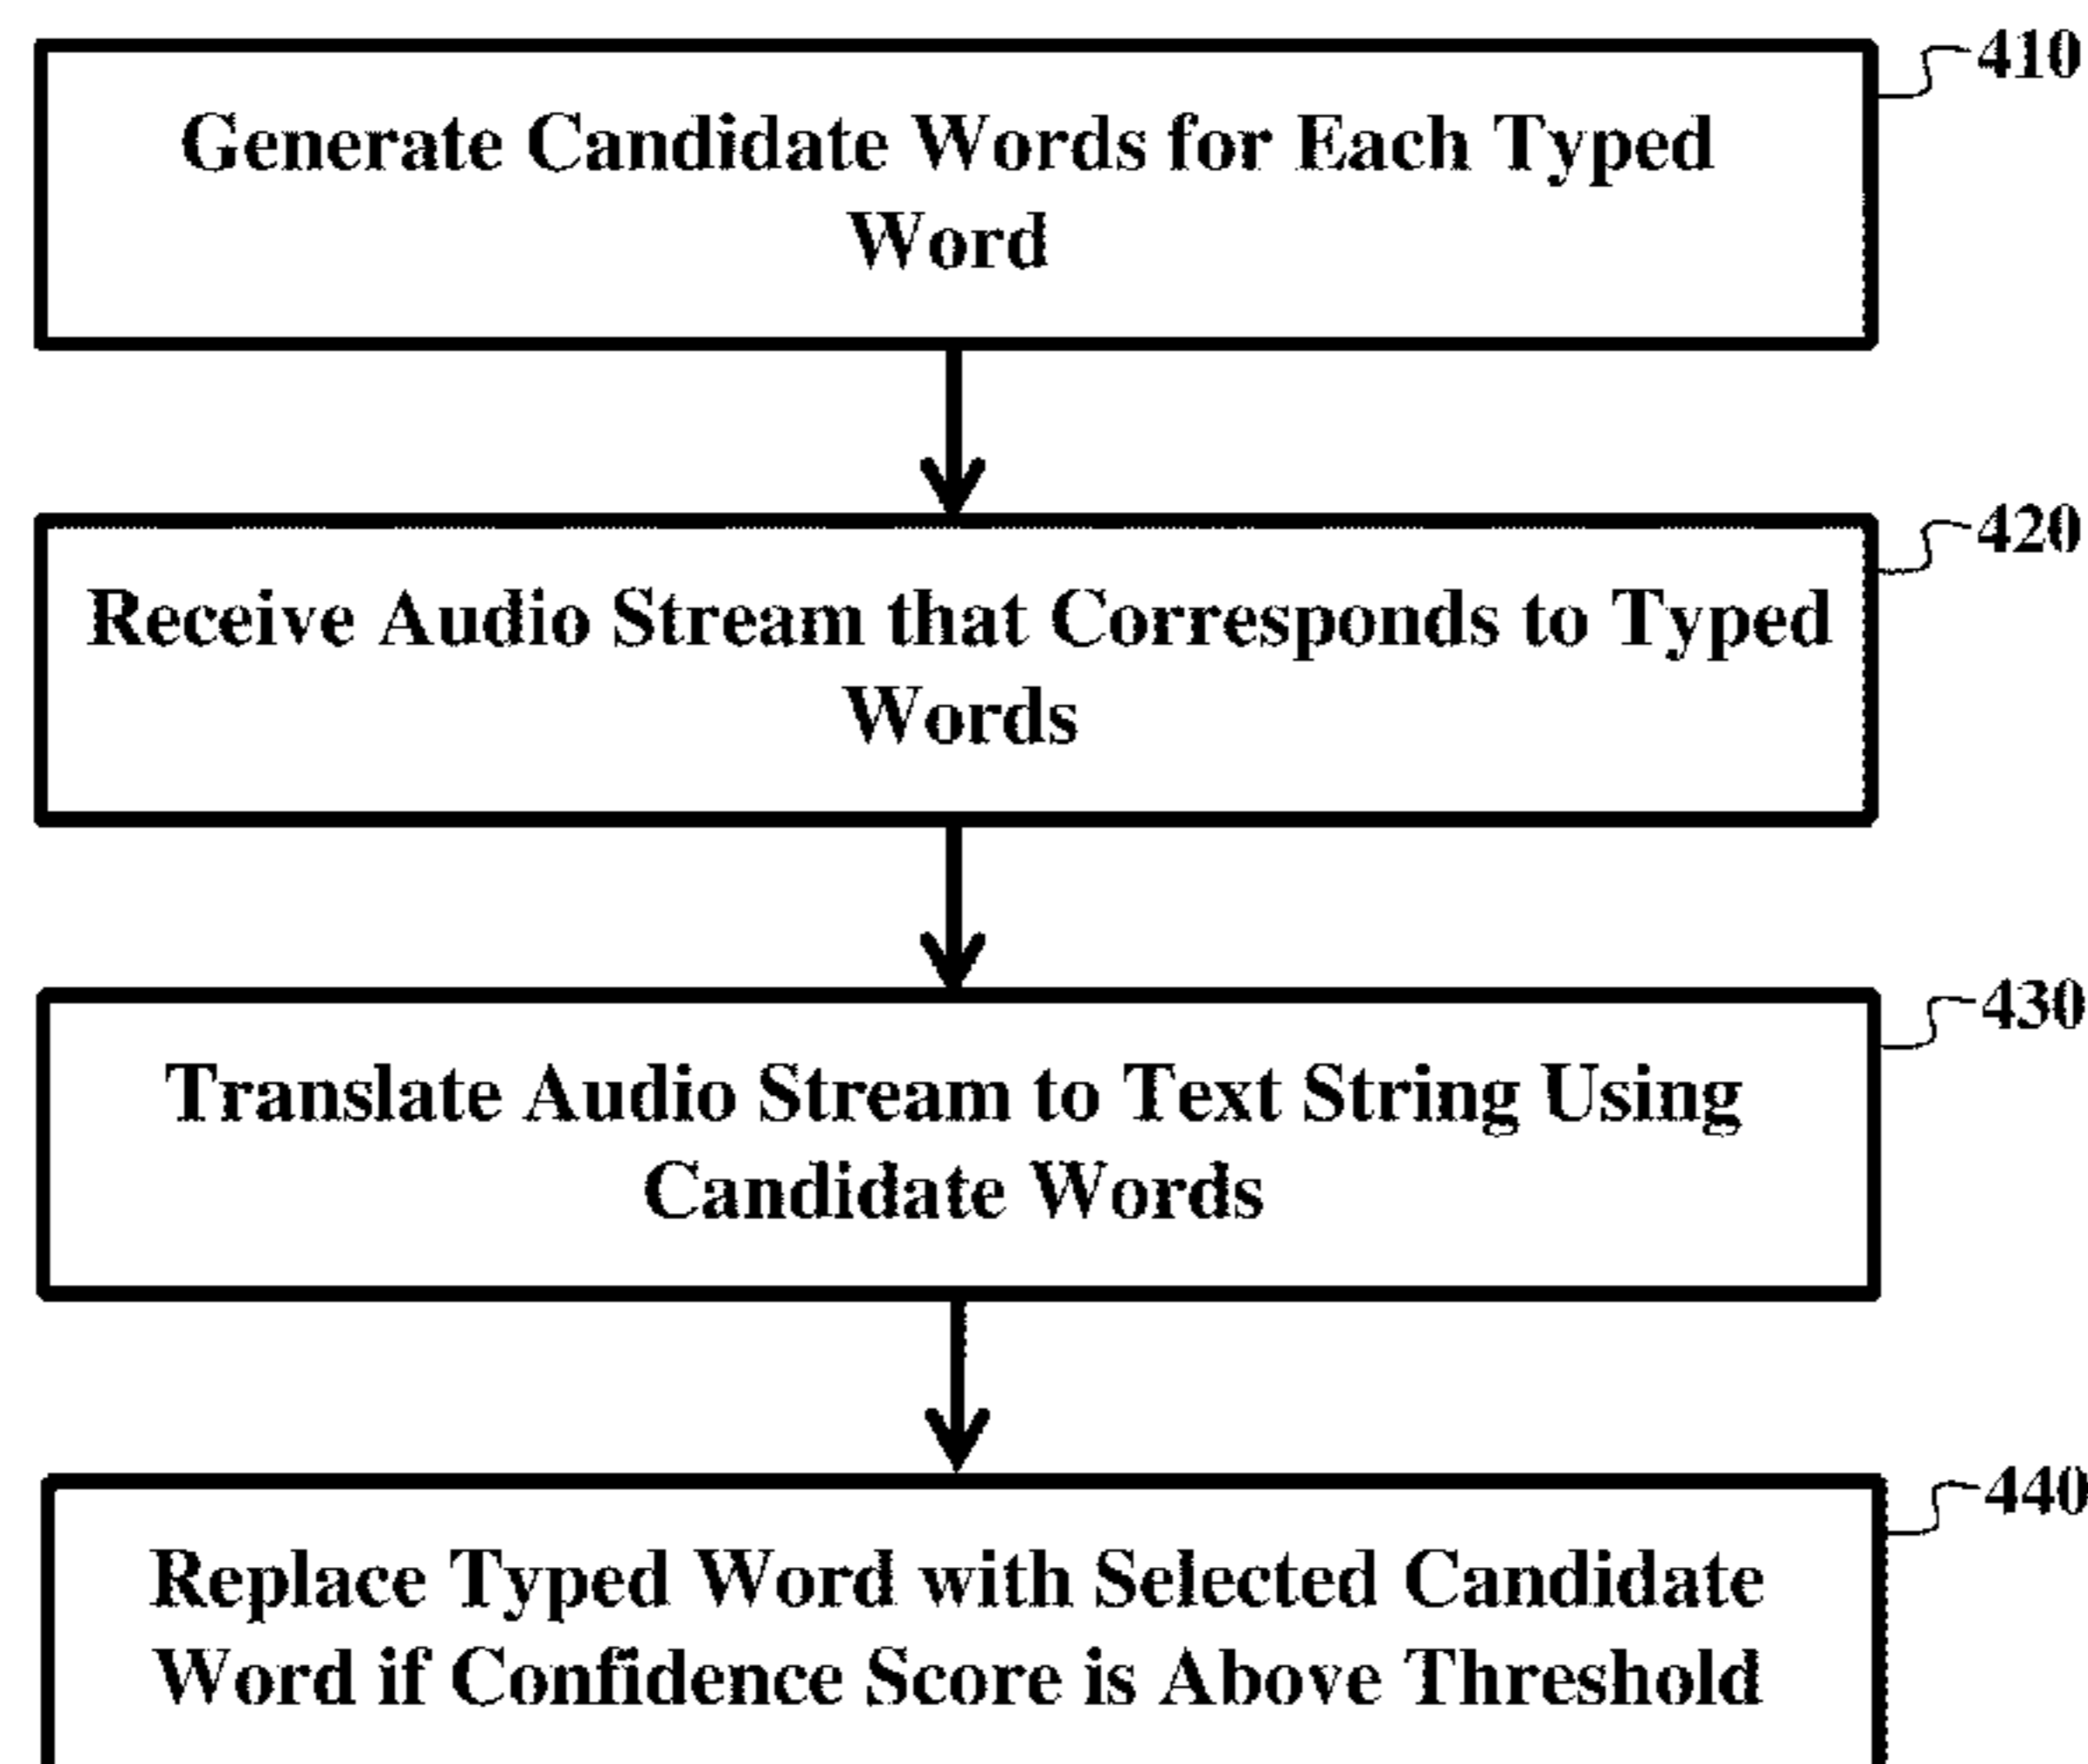 410
Generate Candidate Words for Each Typed
Word
420
Receive Audio Stream that Corresponds to Typed
Words
430
Translate Audio Stream to Text String Using
Candidate Words
440
Replace Typed Word with Selected Candidate
Word if Confidence Score is Above Threshold